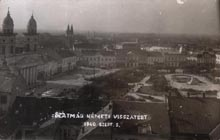 SZATMÁR NÉMETI VISSZATÉRT
1940. SZEPT. 5.